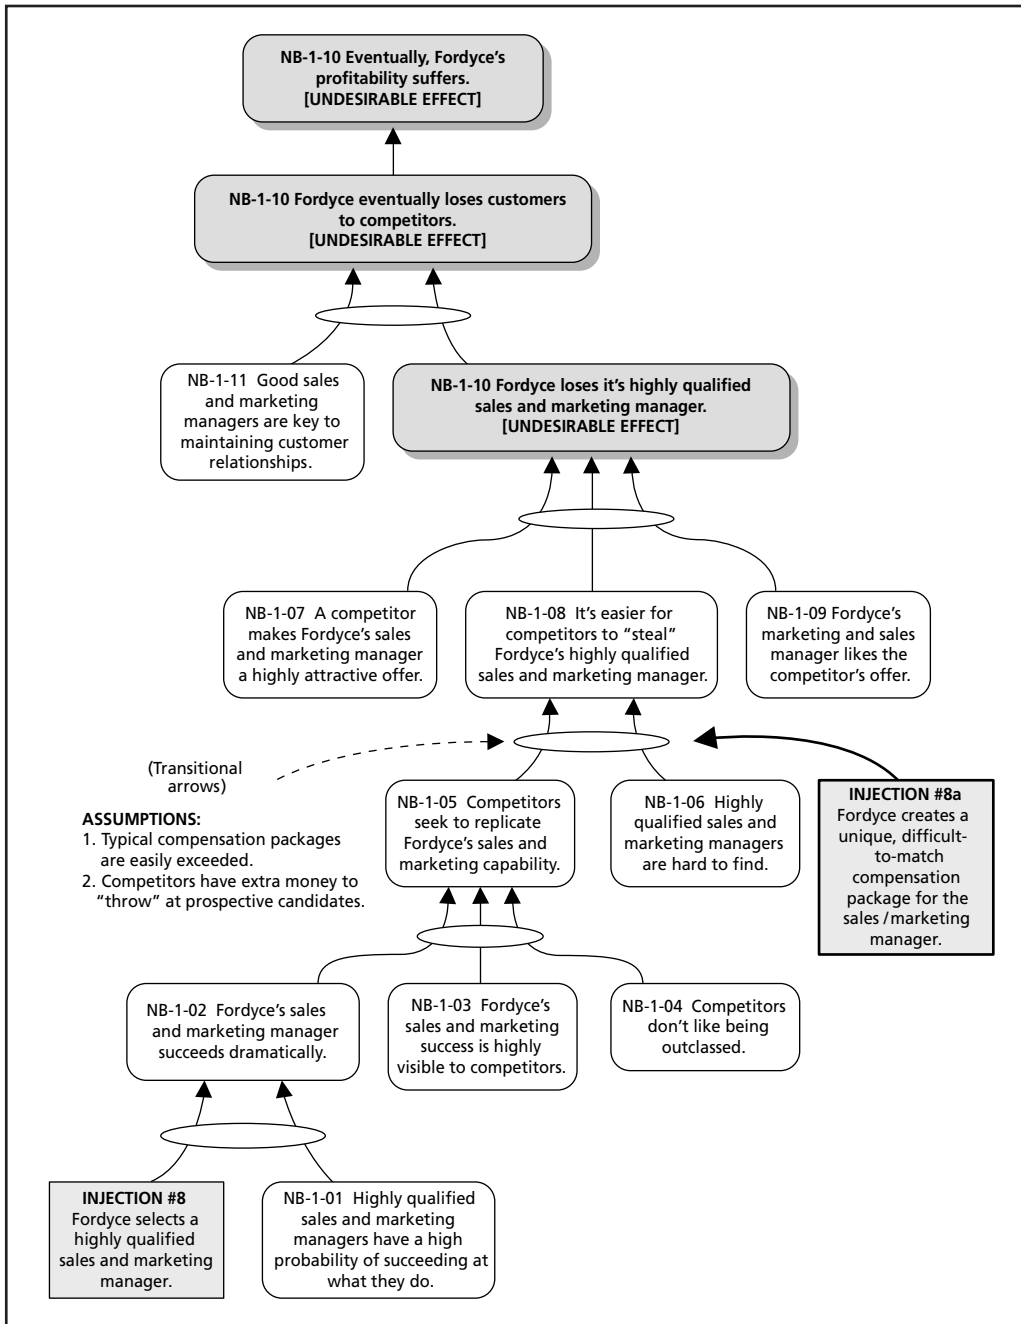 NB-1-10 Eventually, Fordyce's
profitability suffers.
[UNDESIRABLE EFFECT]
NB-1-10 Fordyce eventually loses customers
to competitors.
[UNDESIRABLE EFFECT]
NB-1-11 Good sales
and marketing
managers are key to
maintaining customer
relationships.
NB-1-10 Fordyce loses it's highly qualified
sales and marketing manager.
[UNDESIRABLE EFFECT]
NB-1-07 A competitor
makes Fordyce's sales
and marketing manager
a highly attractive offer.
NB-1-08 It's easier for
competitors to “steal”
Fordyce's highly qualified
sales and marketing manager.
NB-1-09 Fordyce's
marketing and sales
manager likes the
competitor's offer.
(Transitional
arrows)
ASSUMPTIONS:
1. Typical compensation packages
are easily exceeded.
2. Competitors have extra money to
“throw” at prospective candidates.
NB-1-05 Competitors
seek to replicate
Fordyce's sales and
marketing capability.
NB-1-06 Highly
qualified sales and
marketing managers
are hard to find.
INJECTION #8a
Fordyce creates a
unique, difficult-
to-match
compensation
package for the
sales/marketing
manager.
NB-1-02 Fordyce's sales
and marketing manager
succeeds dramatically.
NB-1-03 Fordyce's
sales and marketing
success is highly
visible to competitors.
NB-1-04 Competitors
don't like being
outclassed.
INJECTION #8
Fordyce selects a
highly qualified
sales and marketing
manager.
NB-1-01 Highly qualified
sales and marketing
managers have a high
probability of succeeding at
what they do.